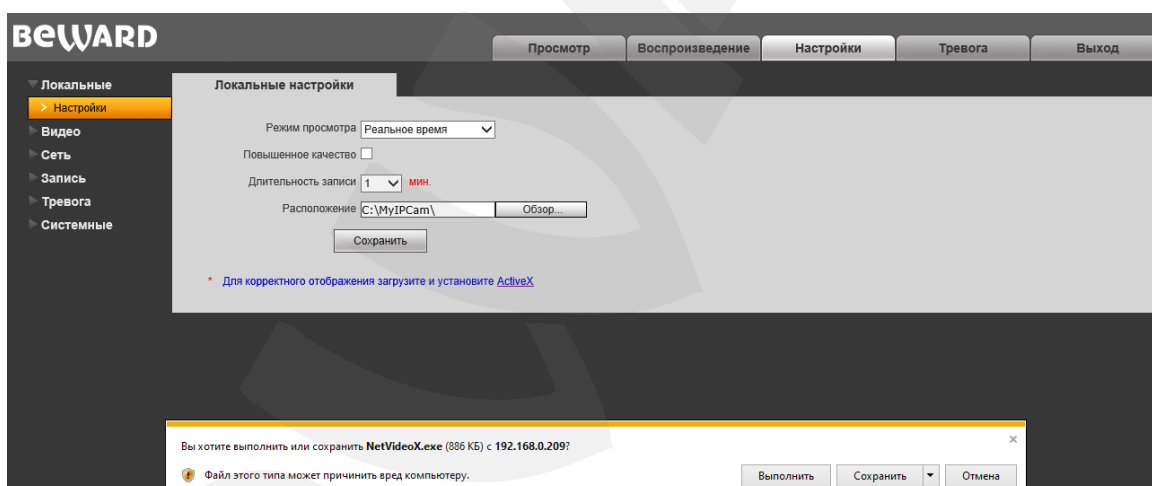 BEWARD
Просмотр Воспроизведение Настройки Тревога Выход
Локальные
> Настройки
Видео
Сеть
Запись
Тревога
Системные
Локальные настройки
Режим просмотра Реальное время
Повышенное качество
Длительность записи 1 мин.
Расположение C:\MyIPCam\ Обзор...
Сохранить
* Для корректного отображения загрузите и установите ActiveX
Вы хотите выполнить или сохранить NetVideoX.exe (886 КБ) с 192.168.0.209?
Файл этого типа может причинить вред компьютеру.
Выполнить Сохранить Отмена